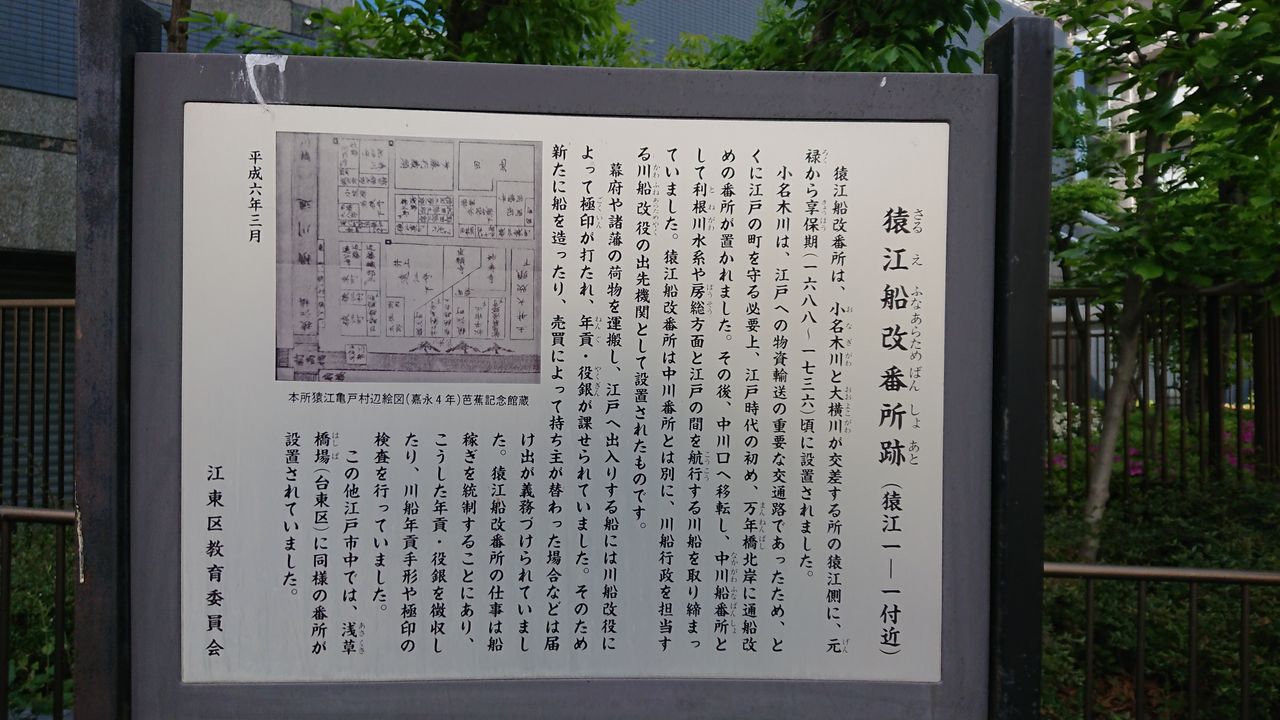 猿江船改番所跡（猿江一―一付近）
さる え ふなあらため ばん しょ あと
猿江船改番所は、小名木川と大横川が交差する所の猿江側に、元
禄から享保期（一六八八～一七三六）頃に設置されました。
小名木川は、江戸への物資輸送の重要な交通路であったため、と
くに江戸の町を守る必要上、江戸時代の初め、万年橋北岸に通船改
めの番所が置かれました。その後、中川口へ移転し、中川船番所と
して利根川水系や房総方面と江戸の間を航行する川船を取り締まっ
ていました。猿江船改番所は中川番所とは別に、川船行政を担当す
る川船改役の出先機関として設置されたものです。
幕府や諸藩の荷物を運搬し、江戸へ出入りする船には川船改役に
よって極印が打たれ、年貢・役銀が課せられていました。そのため
新たに船を造ったり、売買によって持ち主が替わった場合などは届
け出が義務づけられていまし
た。猿江船改番所の仕事は船
稼ぎを統制することにあり、
こうした年貢・役銀を徴収し
たり、川船年貢手形や極印の
検査を行っていました。
この他江戸市中では、浅草
橋場（台東区）に同様の番所が
設置されていました。
本所猿江亀戸村辺絵図(嘉永4年)芭蕉記念館蔵
平成六年三月
江東区教育委員会